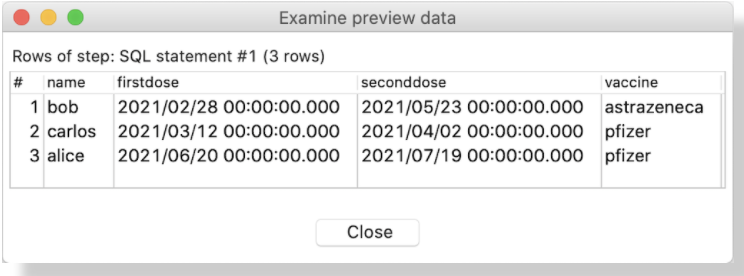 Examine preview data
Rows of step: SQL statement #1 (3 rows)
# name firstdose seconddose vaccine
1 bob 2021/02/28 00:00:00.000 2021/05/23 00:00:00.000 astrazeneca
2 carlos 2021/03/12 00:00:00.000 2021/04/02 00:00:00.000 pfizer
3 alice 2021/06/20 00:00:00.000 2021/07/19 00:00:00.000 pfizer
Close